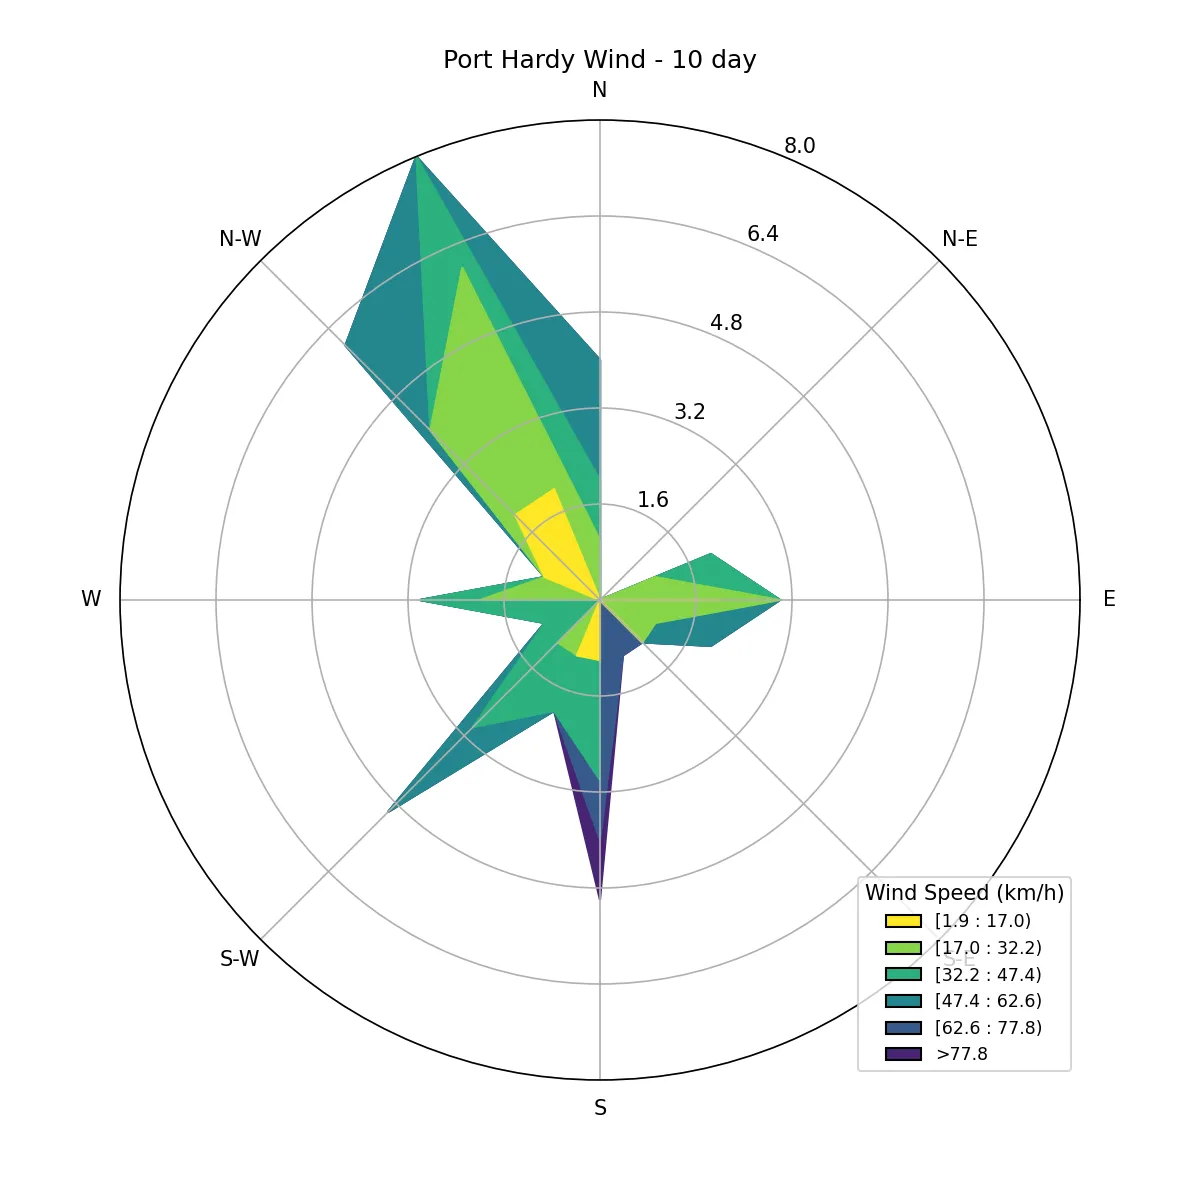 Port Hardy Wind - 10 day
N
8.0
N-W
6.4
N-E
4.8
3.2
1.6
W
E
Wind Speed (km/h)
[1.9 : 17.0)
[17.0 : 32.2)
S-W
S-E
[32.2 : 47.4)
[47.4 : 62.6)
[62.6 : 77.8)
>77.8
S